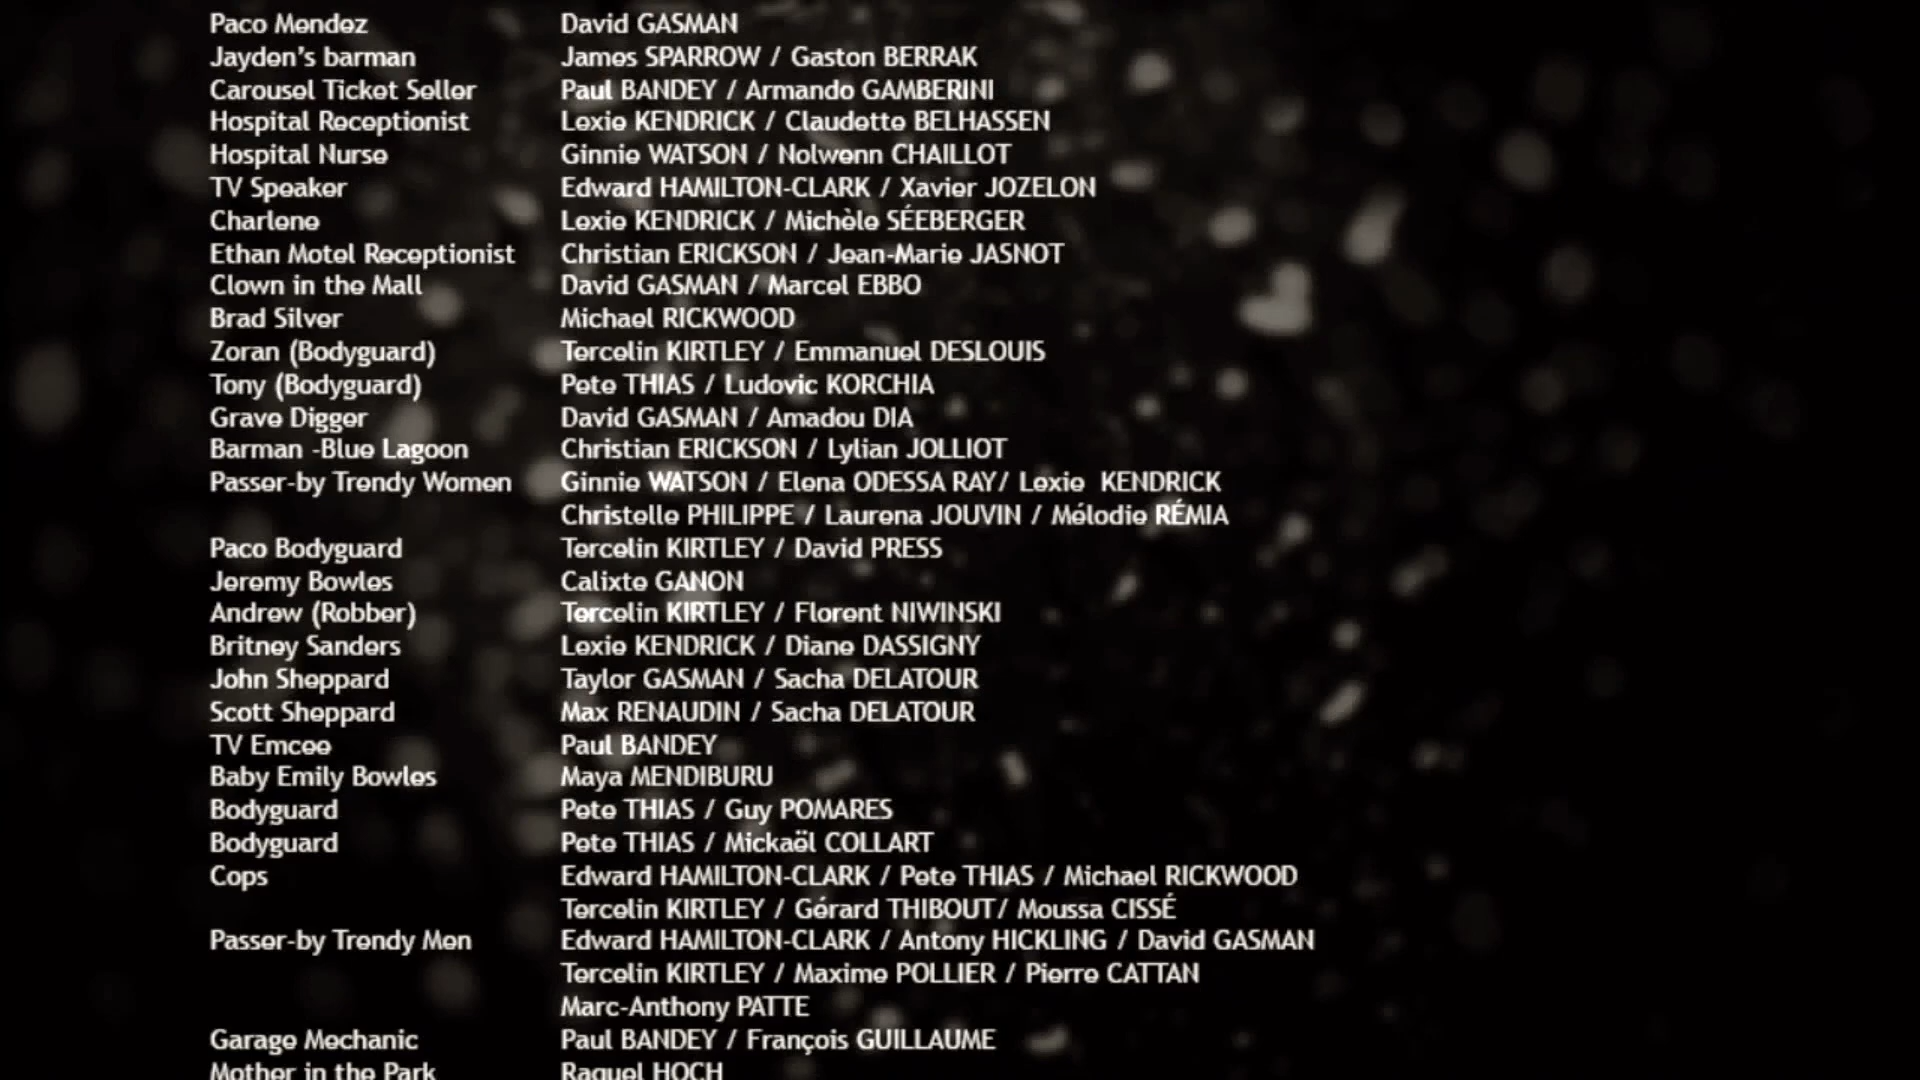 Paco Mendez David GASMAN
Jayden's barman James SPARROW / Gaston BERRAK
Carousel Ticket Seller Paul BANDEY / Armando GAMBERINI
Hospital Receptionist Lexie KENDRICK / Claudette BELHASSEN
Hospital Nurse Ginnie WATSON / Nolwenn CHAILLOT
TV Speaker Edward HAMILTON-CLARK / Xavier JOZELON
Charlene Lexie KENDRICK / Michèle SÉEBERGER
Ethan Motel Receptionist Christian ERICKSON / Jean-Marie JASNOT
Clown in the Mall David GASMAN / Marcel EBBO
Brad Silver Michael RICKWOOD
Zoran (Bodyguard) Tercelin KIRTLEY / Emmanuel DESLOUIS
Tony (Bodyguard) Pete THIAS / Ludovic KORCHIA
Grave Digger David GASMAN / Amadou DIA
Barman -Blue Lagoon Christian ERICKSON / Lylian JOLLIOT
Passer-by Trendy Women Ginnie WATSON / Elena ODESSA RAY/ Lexie KENDRICK
Christelle PHILIPPE / Laurena JOUVIN / Mélodie RÉMIA
Paco Bodyguard Tercelin KIRTLEY / David PRESS
Jeremy Bowles Calixte GANON
Andrew (Robber) Tercelin KIRTLEY / Florent NIWINSKI
Britney Sanders Lexie KENDRICK / Diane DASSIGNY
John Sheppard Taylor GASMAN / Sacha DELATOUR
Scott Sheppard Max RENAUDIN / Sacha DELATOUR
TV Emcee Paul BANDEY
Baby Emily Bowles Maya MENDIBURU
Bodyguard Pete THIAS / Guy POMARES
Bodyguard Pete THIAS / Mickaël COLLART
Cops Edward HAMILTON-CLARK / Pete THIAS / Michael RICKWOOD
Tercelin KIRTLEY / Gérard THIBOUT/ Moussa CISSÉ
Passer-by Trendy Men Edward HAMILTON-CLARK / Antony HICKLING / David GASMAN
Tercelin KIRTLEY / Maxime POLLIER / Pierre CATTAN
Marc-Anthony PATTE
Garage Mechanic Paul BANDEY / François GUILLAUME
Mother in the Park Raquel HOCH